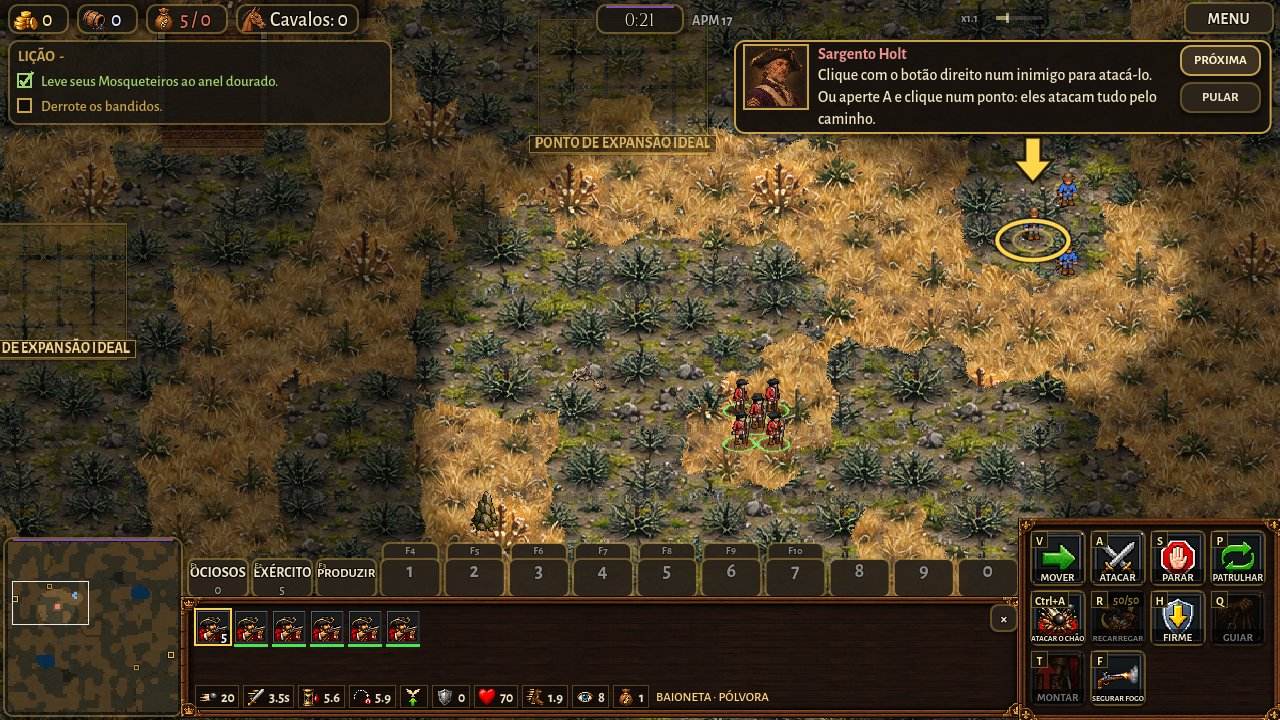 0
0
5 / 0
Cavalos: 0
0:21
APM 17
x1.1
MENU
LIÇÃO -
Leve seus Mosqueteiros ao anel dourado.
Derrote os bandidos.
Sargento Holt
Clique com o botão direito num inimigo para atacá-lo.
Ou aperte A e clique num ponto: eles atacam tudo pelo
caminho.
PRÓXIMA
PULAR
PONTO DE EXPANSÃO IDEAL
DE EXPANSÃO IDEAL
F4
F5
F6
F7
F8
F9
F10
OCIOSOS
0
EXÉRCITO
5
PRODUZIR
1
2
3
4
5
6
7
8
9
0
5
×
20
3.5s
5.6
5.9
0
70
1.9
8
1
BAIONETA · PÓLVORA
V
MOVER
A
ATACAR
S
PARAR
P
PATRULHAR
Ctrl+A
ATACAR O CHÃO
R
50/50
RECARREGAR
H
FIRME
Q
GUIAR
T
MONTAR
F
SEGURAR FOGO